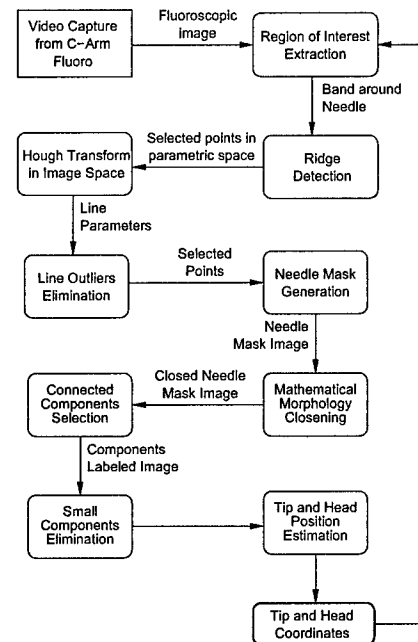 Video Capture
from C-Arm
Fluoro
Fluoroscopic
image
Region of Interest
Extraction
Band around
Needle
Ridge
Detection
Selected points in
parametric space
Hough Transform
in Image Space
Line
Parameters
Line Outliers
Elimination
Selected
Points
Needle Mask
Generation
Needle
Mask Image
Mathematical
Morphology
Closening
Closed Needle
Mask Image
Connected
Components
Selection
Components
Labeled Image
Small
Components
Elimination
Tip and Head
Position
Estimation
Tip and Head
Coordinates